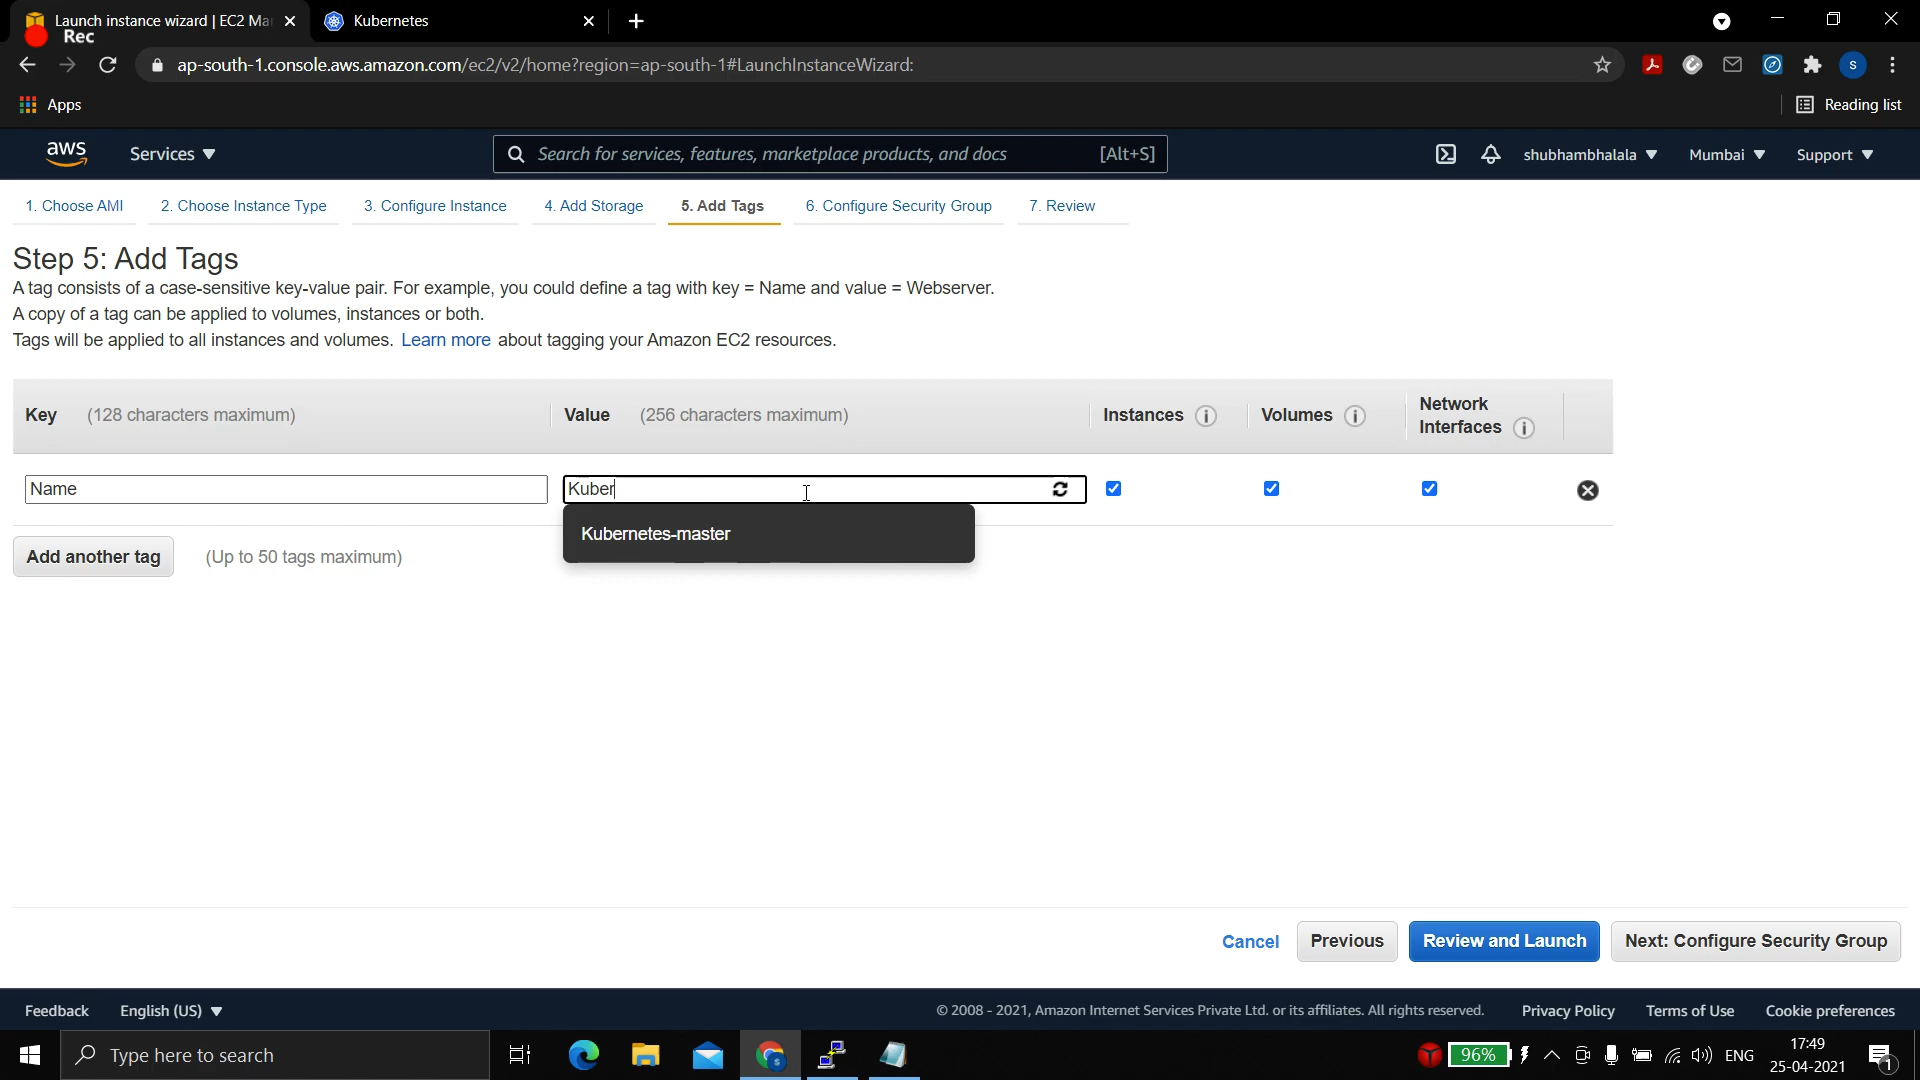 Launch instance wizard | EC2 Ma
Kubernetes
Rec
ap-south-1.console.aws.amazon.com/ec2/v2/home?region=ap-south-1#LaunchInstanceWizard:
s
Apps
Reading list
aws
Services
Search for services, features, marketplace products, and docs
[Alt+S]
shubhambhalala
Mumbai
Support
1. Choose AMI
2. Choose Instance Type
3. Configure Instance
4. Add Storage
5. Add Tags
6. Configure Security Group
7. Review
Step 5: Add Tags
A tag consists of a case-sensitive key-value pair. For example, you could define a tag with key = Name and value = Webserver.
A copy of a tag can be applied to volumes, instances or both.
Tags will be applied to all instances and volumes. Learn more about tagging your Amazon EC2 resources.
Key (128 characters maximum)
Value (256 characters maximum)
Instances
Volumes
Network
Interfaces
Name
Kuber
Kubernetes-master
Add another tag
(Up to 50 tags maximum)
Cancel
Previous
Review and Launch
Next: Configure Security Group
Feedback
English (US)
© 2008 - 2021, Amazon Internet Services Private Ltd. or its affiliates. All rights reserved.
Privacy Policy
Terms of Use
Cookie preferences
Type here to search
96%
ENG
17:49
25-04-2021
1